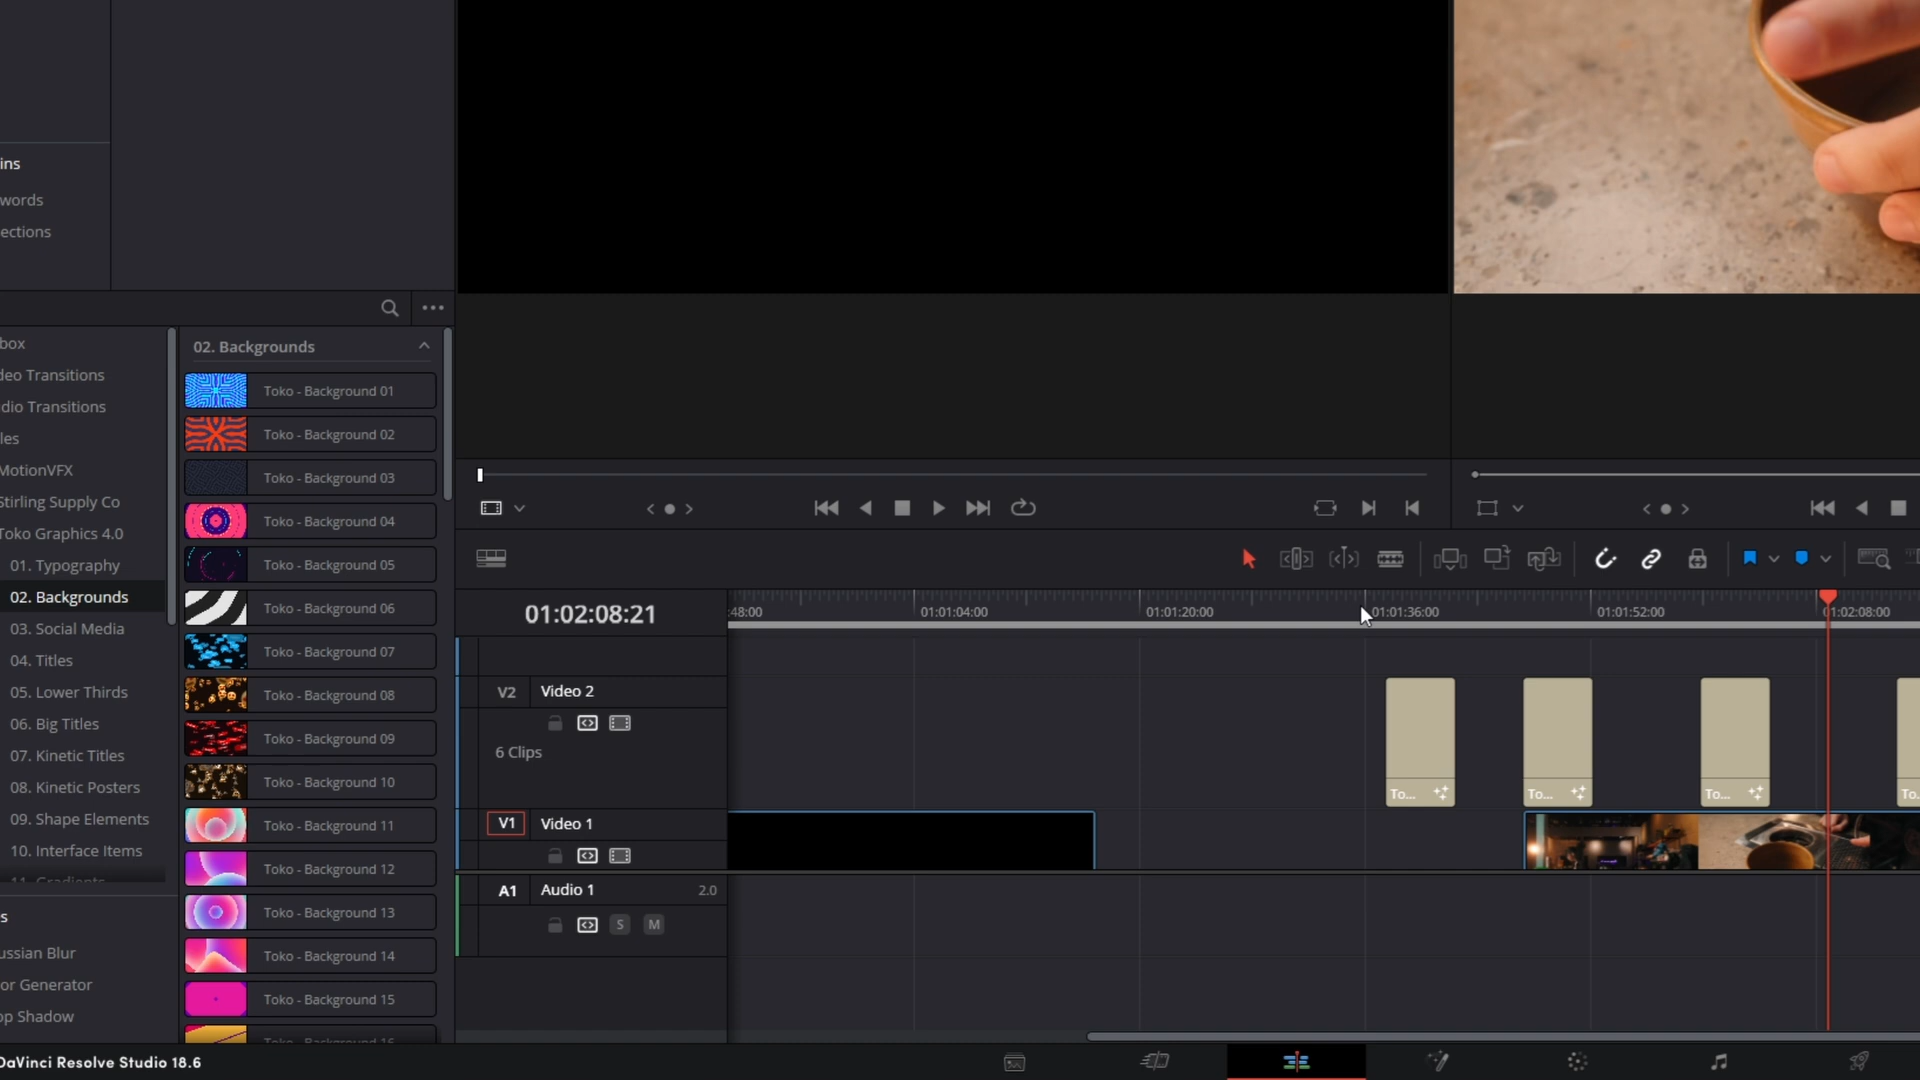 ins
words
ections
box
deo Transitions
dio Transitions
les
MotionVFX
Stirling Supply Co
Toko Graphics 4.0
01. Typography
02. Backgrounds
03. Social Media
04. Titles
05. Lower Thirds
06. Big Titles
07. Kinetic Titles
08. Kinetic Posters
09. Shape Elements
10. Interface Items
11. Gradients
s
ussian Blur
or Generator
op Shadow
02. Backgrounds
Toko - Background 01
Toko - Background 02
Toko - Background 03
Toko - Background 04
Toko - Background 05
Toko - Background 06
Toko - Background 07
Toko - Background 08
Toko - Background 09
Toko - Background 10
Toko - Background 11
Toko - Background 12
Toko - Background 13
Toko - Background 14
Toko - Background 15
Toko - Background 16
01:02:08:21
:48:00 01:01:04:00 01:01:20:00 01:01:36:00 01:01:52:00 01:02:08:00
V2 Video 2
6 Clips
To... To... To... To..
V1 Video 1
A1 Audio 1 2.0
S M
DaVinci Resolve Studio 18.6